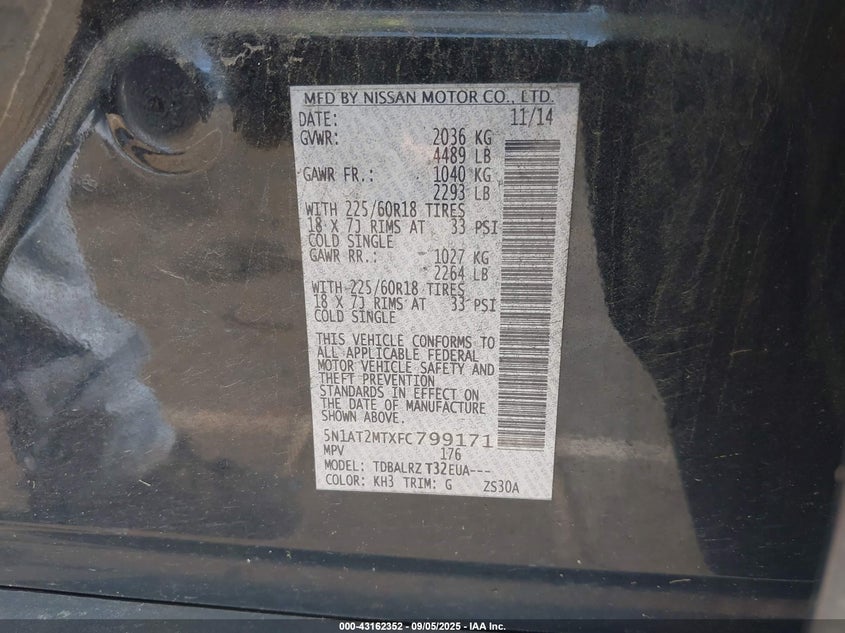 MFD BY NISSAN MOTOR CO., LTD.
DATE: 11/14
GVWR: 2036 KG
4489 LB
GAWR FR.: 1040 KG
2293 LB
WITH 225/60R18 TIRES
18 X 7J RIMS AT 33 PSI
COLD SINGLE
GAWR RR.: 1027 KG
2264 LB
WITH 225/60R18 TIRES
18 X 7J RIMS AT 33 PSI
COLD SINGLE
THIS VEHICLE CONFORMS TO
ALL APPLICABLE FEDERAL
MOTOR VEHICLE SAFETY AND
THEFT PREVENTION
STANDARDS IN EFFECT ON
THE DATE OF MANUFACTURE
SHOWN ABOVE.
5N1AT2MTXFC799171
MPV 176
MODEL: TDBALRZ T32EUA---
COLOR: KH3 TRIM: G ZS30A
000-43162352 - 09/05/2025 - IAA Inc.